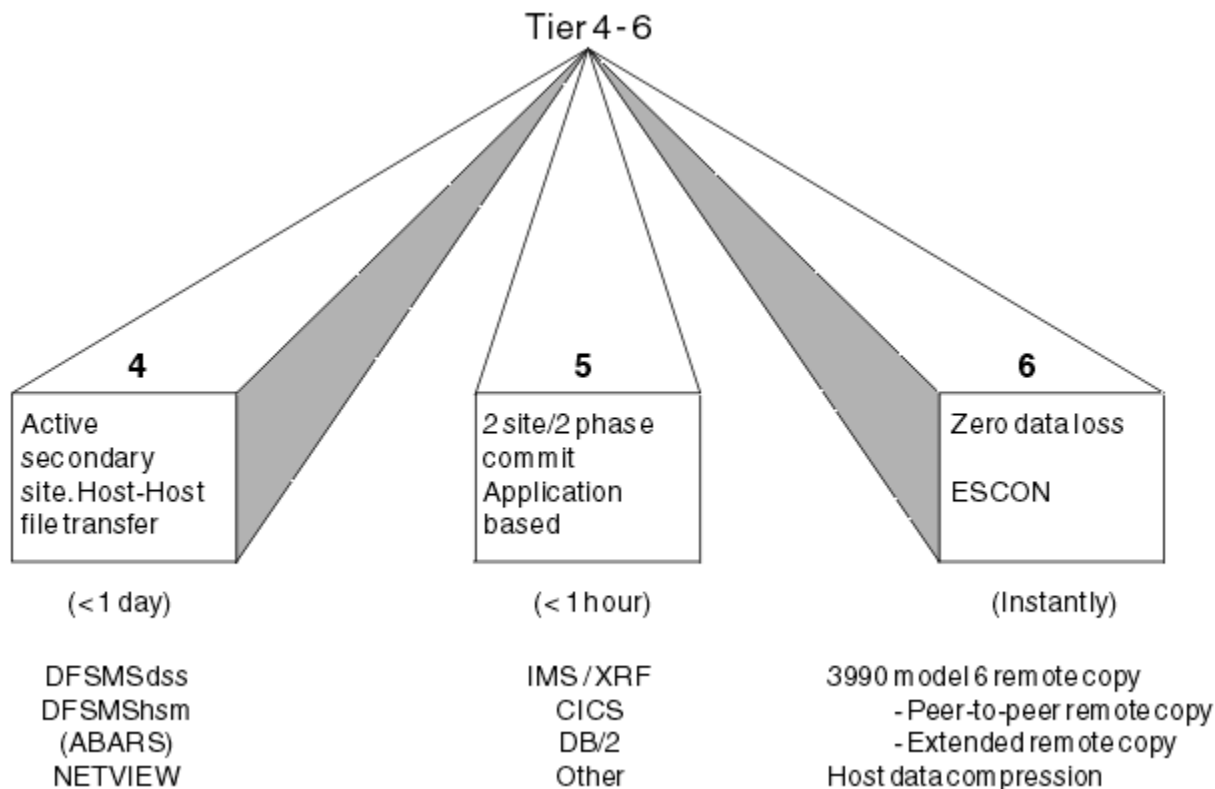 Tier 4 - 6
4
Active
secondary
site. Host-Host
file transfer
(< 1 day)
DFSMSdss
DFSMShsm
(ABARS)
NETVIEW
5
2 site/2 phase
commit
Application
based
(< 1 hour)
IMS / XRF
CICS
DB/2
Other
6
Zero data loss
ESCON
(Instantly)
3990 model 6 remote copy
- Peer-to-peer remote copy
- Extended remote copy
Host data compression